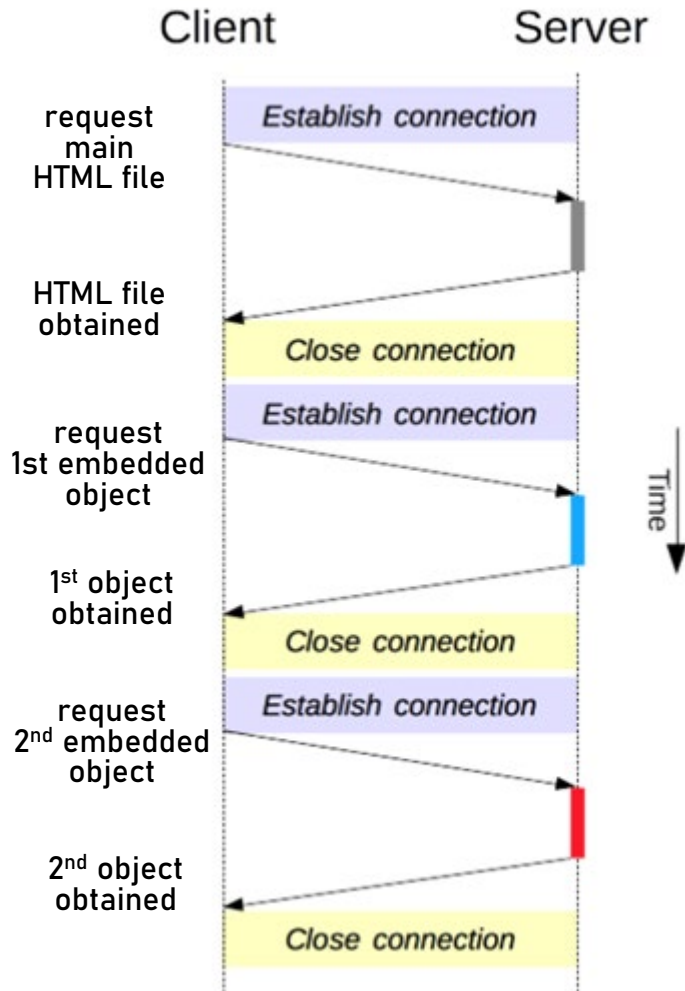 Client
Server
Establish connection
request
main
HTML file
HTML file
obtained
Close connection
Establish connection
request
1st embedded
object
Time
1st object
obtained
Close connection
Establish connection
request
2nd embedded
object
2nd object
obtained
Close connection